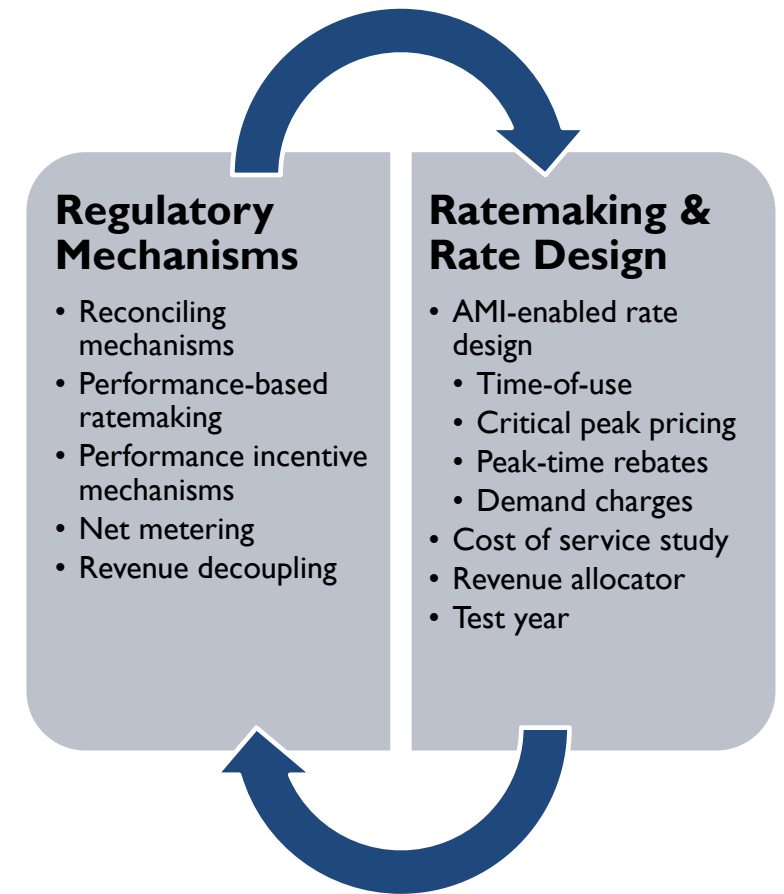 Regulatory
Mechanisms
• Reconciling
mechanisms
• Performance-based
ratemaking
• Performance incentive
mechanisms
• Net metering
• Revenue decoupling
Ratemaking &
Rate Design
• AMI-enabled rate
design
• Time-of-use
• Critical peak pricing
• Peak-time rebates
• Demand charges
• Cost of service study
• Revenue allocator
• Test year